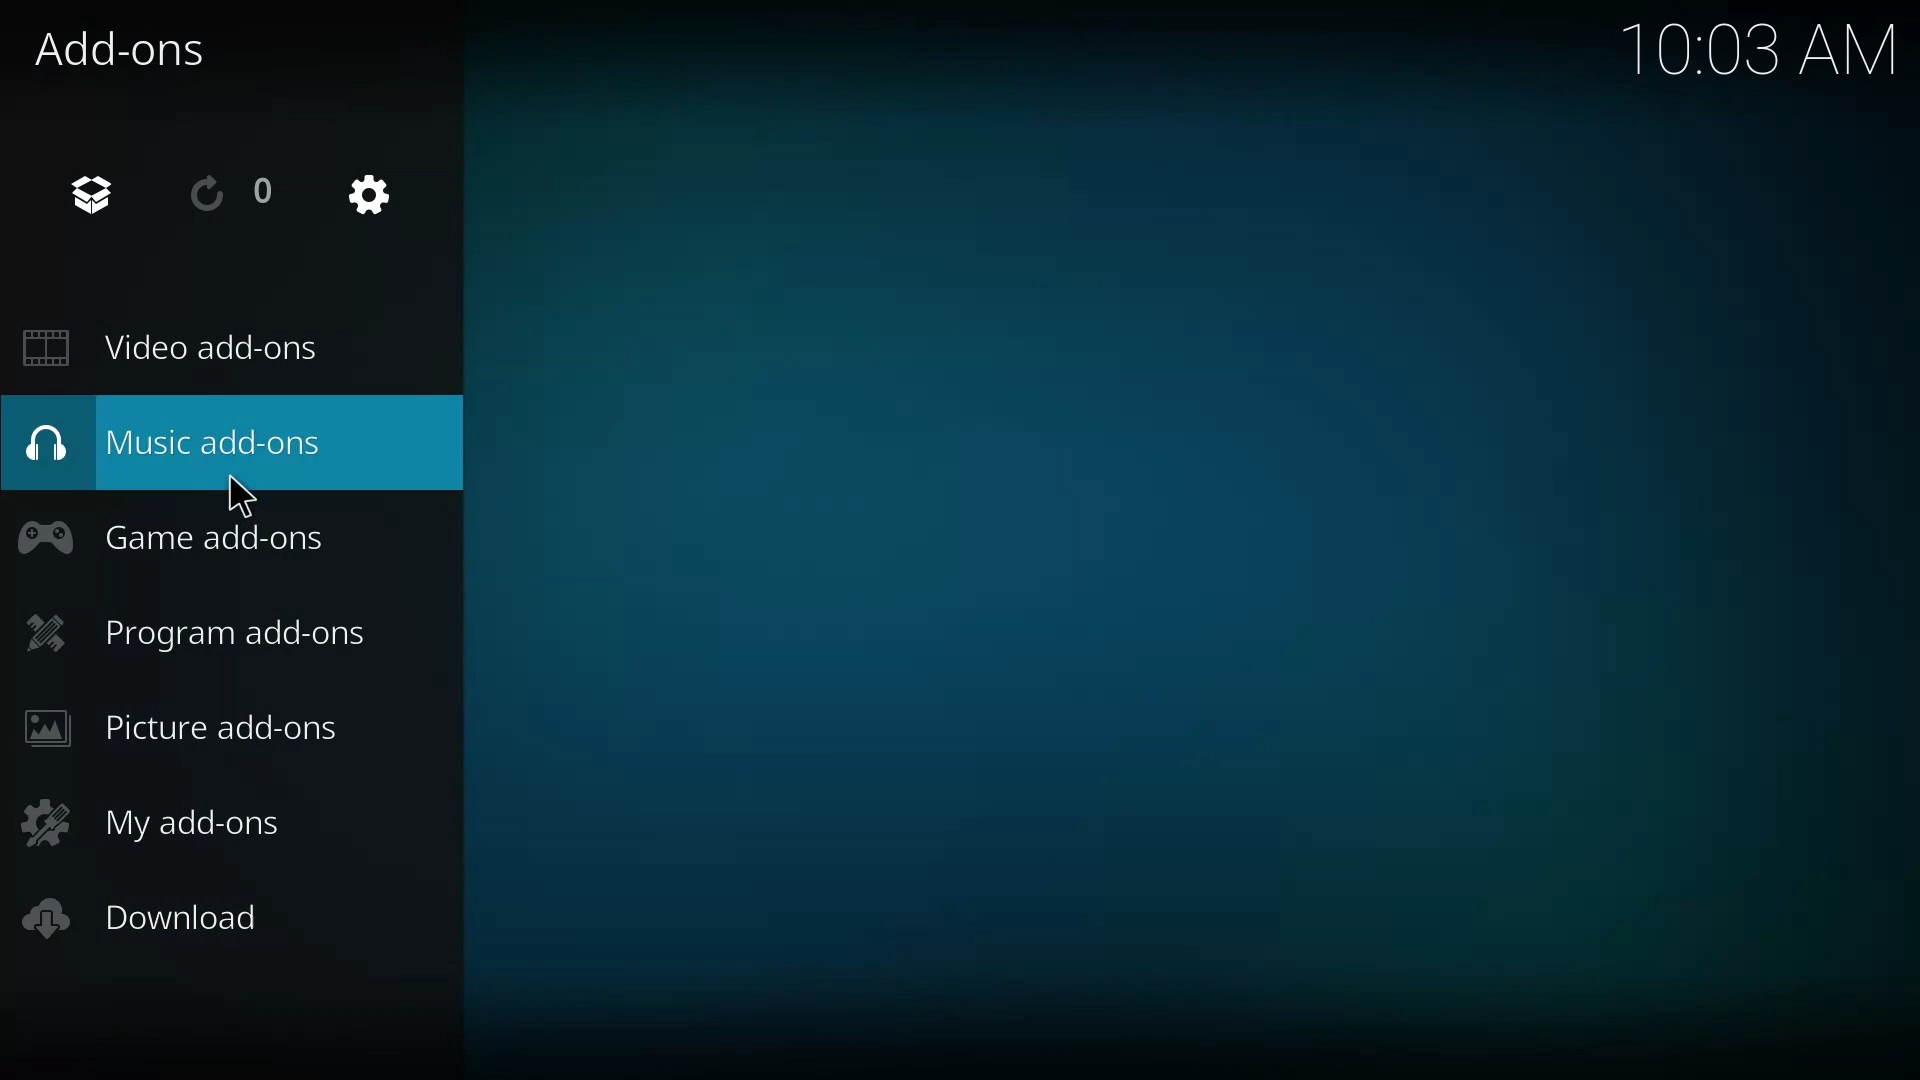 Add-ons
10:03 AM
0
Video add-ons
Music add-ons
Game add-ons
Program add-ons
Picture add-ons
My add-ons
Download